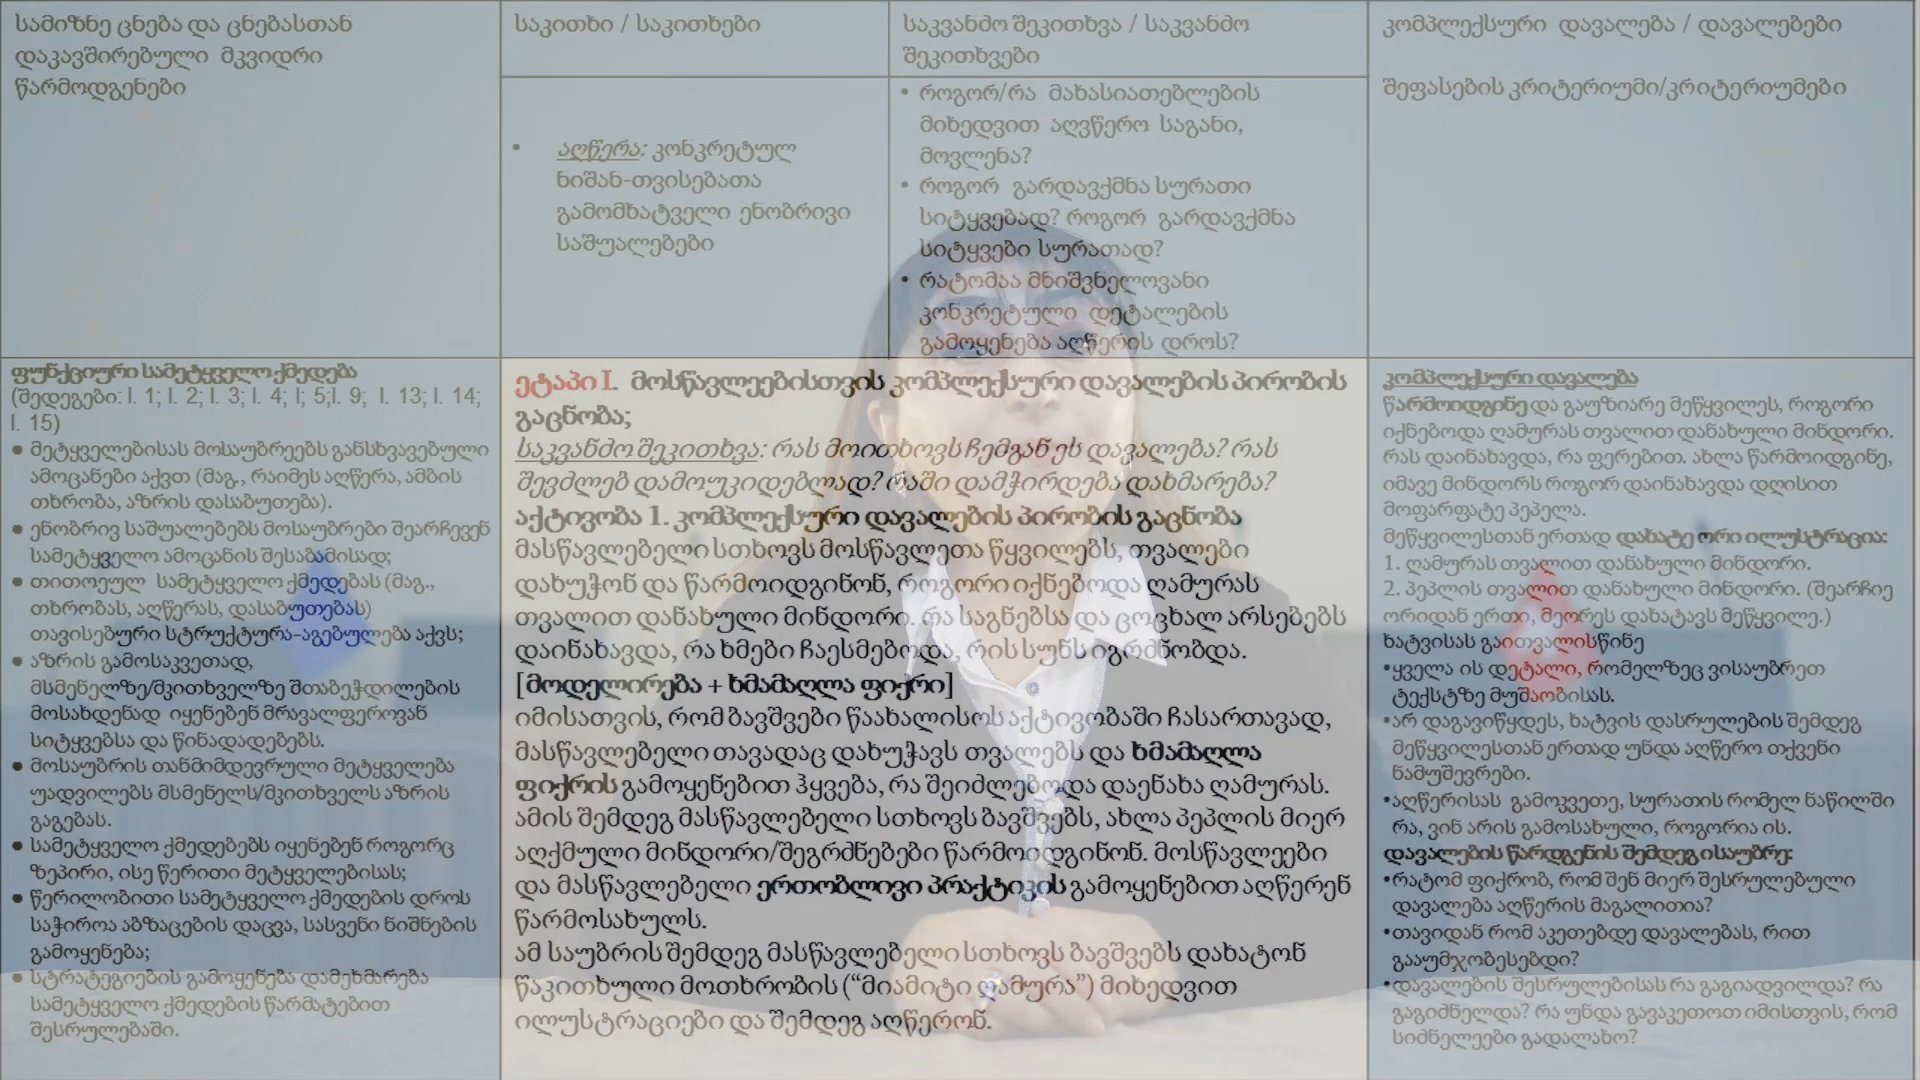 სამიზნე ცნება და ცნებასთან
დაკავშირებული მკვიდრი
წარმოდგენები
საკითხი / საკითხები
საკვანძო შეკითხვა / საკვანძო
შეკითხვები
კომპლექსური დავალება / დავალებები
შეფასების კრიტერიუმი/კრიტერიუმები
• აღწერა: კონკრეტულ
ნიშან-თვისებათა
გამომხატველი ენობრივი
საშუალებები
• როგორ/რა მახასიათებლების
მიხედვით აღვწერო საგანი,
მოვლენა?
• როგორ გარდავქმნა სურათი
სიტყვებად? როგორ გარდავქმნა
სიტყვები სურათად?
• რატომაა მნიშვნელოვანი
კონკრეტული დეტალების
გამოყენება აღწერის დროს?
ფუნქციური სამეტყველო ქმედება
(შედეგები: I. 1; I. 2; I. 3; I. 4; I; 5;I. 9; I. 13; I. 14;
I. 15)
• მეტყველებისას მოსაუბრეებს განსხვავებული
ამოცანები აქვთ (მაგ., რაიმეს აღწერა, ამბის
თხრობა, აზრის დასაბუთება).
• ენობრივ საშუალებებს მოსაუბრები შეარჩევენ
სამეტყველო ამოცანის შესაბამისად;
• თითოეულ სამეტყველო ქმედებას (მაგ.,
თხრობას, აღწერას, დასაბუთებას)
თავისებური სტრუქტურა-აგებულება აქვს;
• აზრის გამოსაკვეთად,
მსმენელზე/მკითხველზე შთაბეჭდილების
მოსახდენად იყენებენ მრავალფეროვან
სიტყვებსა და წინადადებებს.
• მოსაუბრის თანმიმდევრული მეტყველება
უადვილებს მსმენელს/მკითხველს აზრის
გაგებას.
• სამეტყველო ქმედებებს იყენებენ როგორც
ზეპირი, ისე წერითი მეტყველებისას;
• წერილობითი სამეტყველო ქმედების დროს
საჭიროა აბზაცების დაცვა, სასვენი ნიშნების
გამოყენება;
• სტრატეგიების გამოყენება დამეხმარება
სამეტყველო ქმედების წარმატებით
შესრულებაში.
ეტაპი I. მოსწავლეებისთვის კომპლექსური დავალების პირობის
გაცნობა;
საკვანძო შეკითხვა: რას მოითხოვს ჩემგან ეს დავალება? რას
შევძლებ დამოუკიდებლად? რაში დამჭირდება დახმარება?
აქტივობა 1. კომპლექსური დავალების პირობის გაცნობა
მასწავლებელი სთხოვს მოსწავლეთა წყვილებს, თვალები
დახუჭონ და წარმოიდგინონ, როგორი იქნებოდა ღამურას
თვალით დანახული მინდორი. რა საგნებსა და ცოცხალ არსებებს
დაინახავდა, რა ხმები ჩაესმებოდა, რის სუნს იგრძნობდა.
[მოდელირება + ხმამაღლა ფიქრი]
იმისათვის, რომ ბავშვები წაახალისოს აქტივობაში ჩასართავად,
მასწავლებელი თავადაც დახუჭავს თვალებს და ხმამაღლა
ფიქრის გამოყენებით ჰყვება, რა შეიძლებოდა დაენახა ღამურას.
ამის შემდეგ მასწავლებელი სთხოვს ბავშვებს, ახლა პეპლის მიერ
აღქმული მინდორი/შეგრძნებები წარმოიდგინონ. მოსწავლეები
და მასწავლებელი ერთობლივი პრაქტიკის გამოყენებით აღწერენ
წარმოსახულს.
ამ საუბრის შემდეგ მასწავლებელი სთხოვს ბავშვებს დახატონ
წაკითხული მოთხრობის (“მიამიტი ღამურა”) მიხედვით
ილუსტრაციები და შემდეგ აღწერონ.
კომპლექსური დავალება
წარმოიდგინე და გაუზიარე მეწყვილეს, როგორი
იქნებოდა ღამურას თვალით დანახული მინდორი.
რას დაინახავდა, რა ფერებით. ახლა წარმოიდგინე,
იმავე მინდორს როგორ დაინახავდა დღისით
მოფარფატე პეპელა.
მეწყვილესთან ერთად დახატე ორი ილუსტრაცია:
1. ღამურას თვალით დანახული მინდორი.
2. პეპლის თვალით დანახული მინდორი. (შეარჩიე
ორიდან ერთი, მეორეს დახატავს მეწყვილე.)
ხატვისას გაითვალისწინე
•ყველა ის დეტალი, რომელზეც ვისაუბრეთ
ტექსტზე მუშაობისას.
•არ დაგავიწყდეს, ხატვის დასრულების შემდეგ
მეწყვილესთან ერთად უნდა აღწერო თქვენი
ნამუშევრები.
•აღწერისას გამოკვეთე, სურათის რომელ ნაწილში
რა, ვინ არის გამოსახული, როგორია ის.
დავალების წარდგენის შემდეგ ისაუბრე:
•რატომ ფიქრობ, რომ შენ მიერ შესრულებული
დავალება აღწერის მაგალითია?
•თავიდან რომ აკეთებდე დავალებას, რით
გააუმჯობესებდი?
•დავალების შესრულებისას რა გაგიადვილდა? რა
გაგიძნელდა? რა უნდა გავაკეთოთ იმისთვის, რომ
სიძნელეები გადალახო?